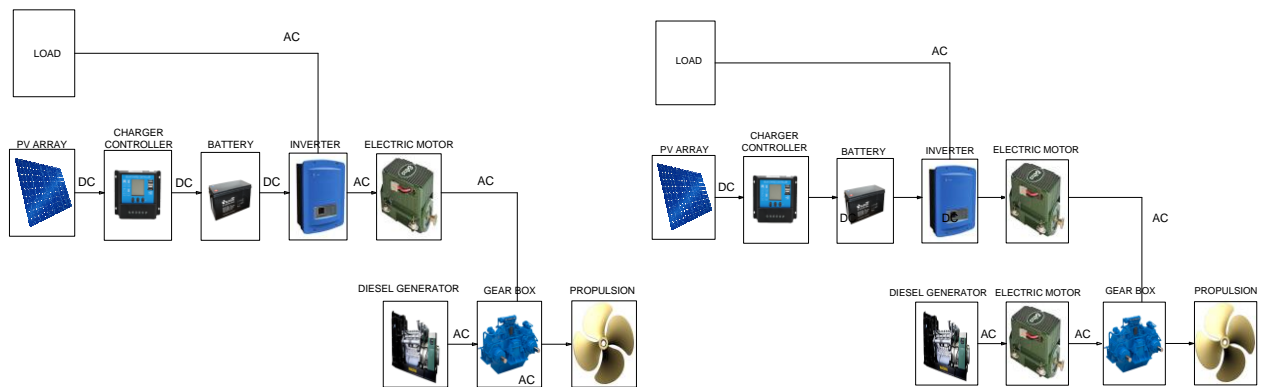 AC
LOAD
CHARGER
CONTROLLER
PV ARRAY
BATTERY
INVERTER
ELECTRIC MOTOR
DC
DC
DC
AC
AC
DIESEL GENERATOR
GEAR BOX
PROPULSION
AC
AC
AC
LOAD
CHARGER
CONTROLLER
PV ARRAY
BATTERY
INVERTER
ELECTRIC MOTOR
DC
DC
DC
AC
DIESEL GENERATOR
ELECTRIC MOTOR
GEAR BOX
PROPULSION
AC
AC